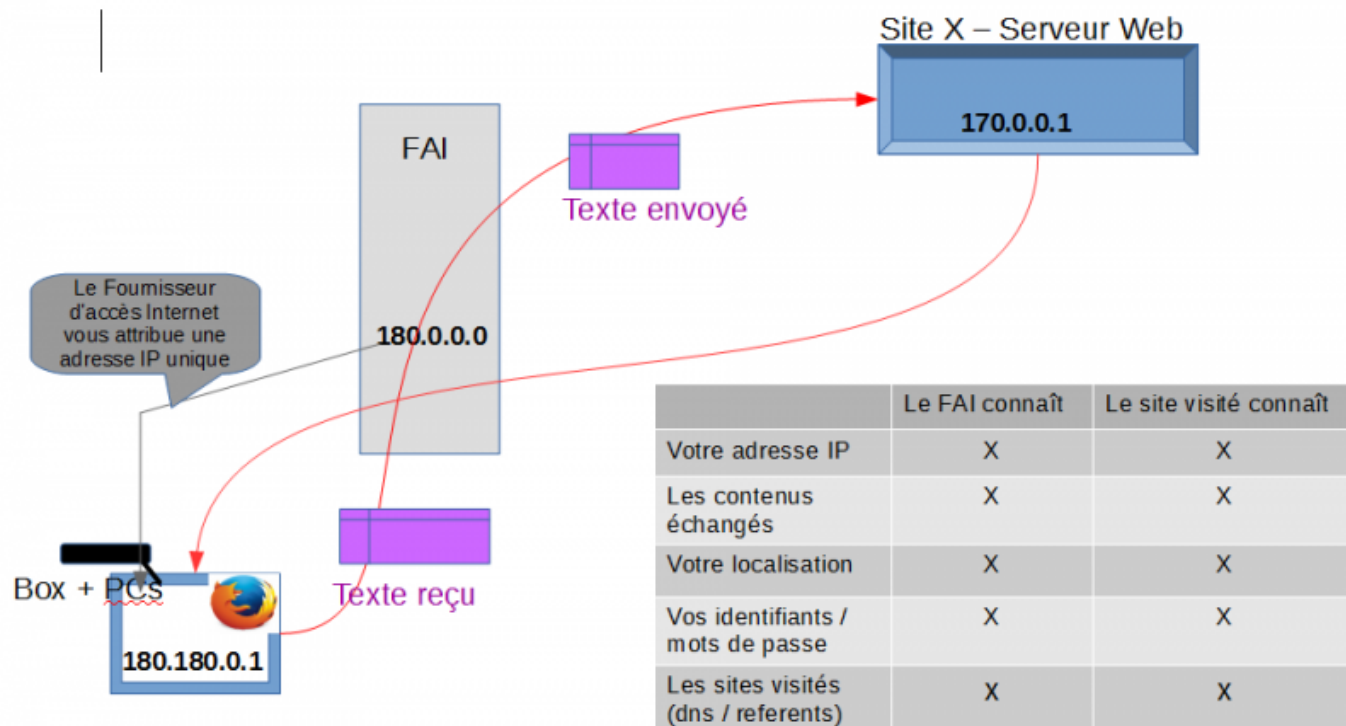 Site X – Serveur Web
170.0.0.1
FAI
Texte envoyé
Le Fournisseur
d'accès Internet
vous attribue une
adresse IP unique
180.0.0.0
Box + PCs
Texte reçu
180.180.0.1
Le FAI connaît Le site visité connaît
Votre adresse IP X X
Les contenus X X
échangés
Votre localisation X X
Vos identifiants / X X
mots de passe
Les sites visités X X
(dns / referents)